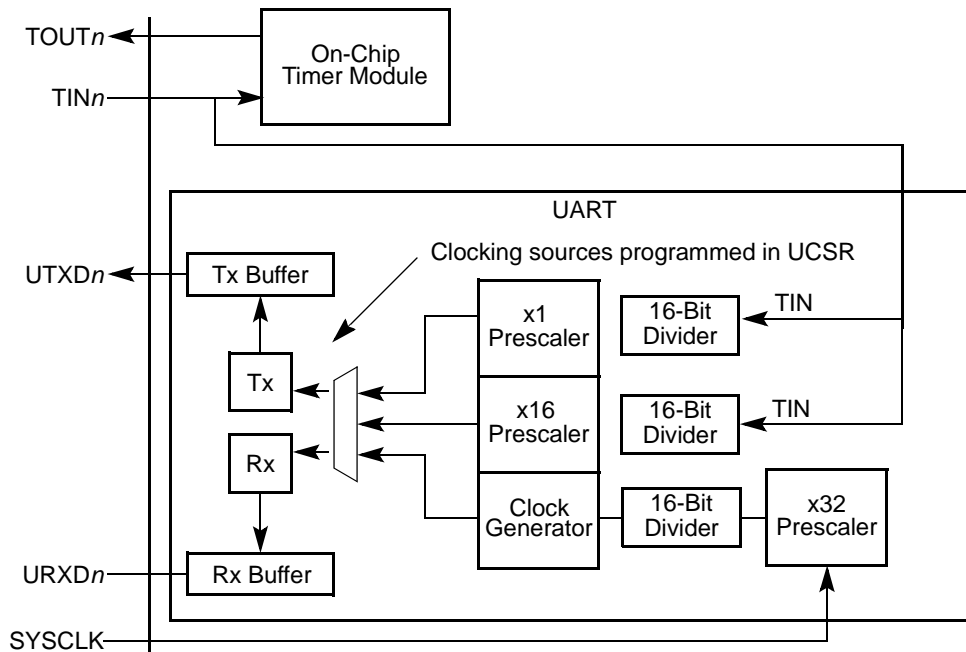 TOUTn
On-Chip
Timer Module
TINn
UART
Clocking sources programmed in UCSR
UTXDn
Tx Buffer
x1
Prescaler
16-Bit
Divider
TIN
Tx
x16
Prescaler
16-Bit
Divider
TIN
Rx
Clock
Generator
16-Bit
Divider
x32
Prescaler
URXDn
Rx Buffer
SYSCLK